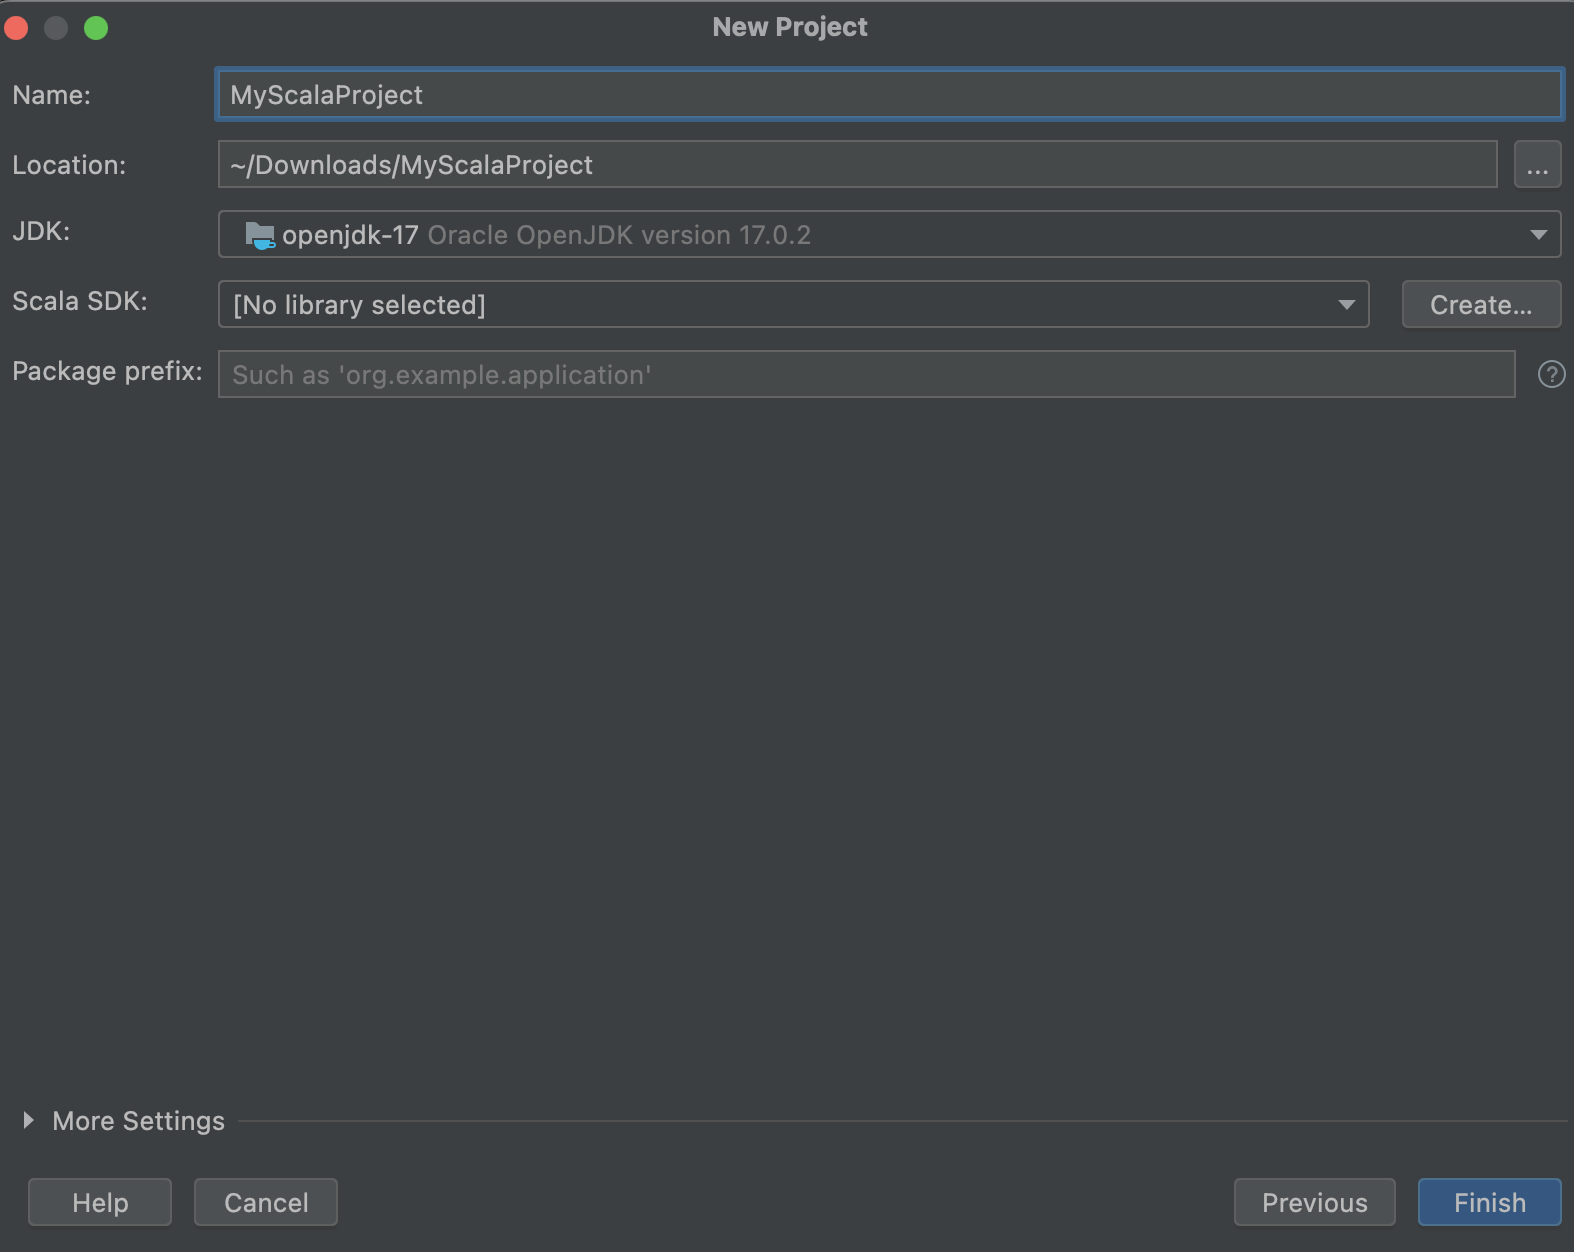 New Project
Name: MyScalaProject
Location: ~/Downloads/MyScalaProject ...
JDK: openjdk-17 Oracle OpenJDK version 17.0.2
Scala SDK: [No library selected] Create...
Package prefix: Such as 'org.example.application' ?
More Settings
Help Cancel Previous Finish